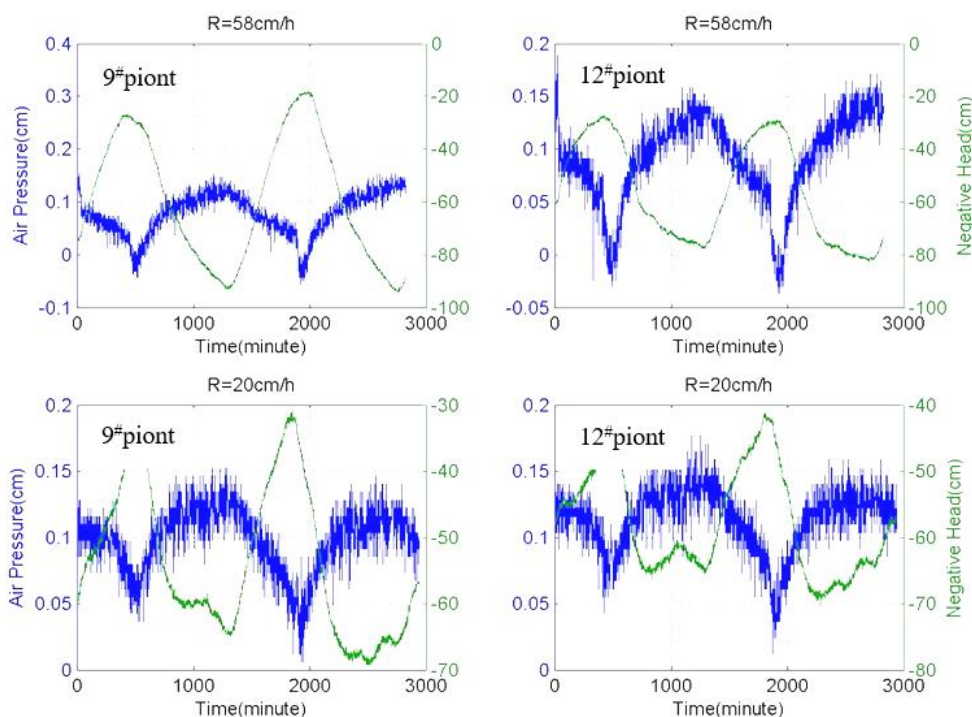 R=58cm/h
9#piont
Air Pressure(cm)
0.4
0.3
0.2
0.1
0
-0.1
0
-20
-40
-60
-80
-100
0 1000 2000 3000
Time(minute)
R=58cm/h
12#piont
0.2
0.15
0.1
0.05
0
0.05
0
-20
-40
-60
-80
-100
Negative Head(cm)
0 1000 2000 3000
Time(minute)
R=20cm/h
9#piont
Air Pressure(cm)
0.2
0.15
0.1
0.05
0
-30
-40
-50
-60
-70
0 1000 2000 3000
Time(minute)
R=20cm/h
12#piont
0.2
0.15
0.1
0.05
0
-40
-50
-60
-70
-80
Negative Head(cm)
0 1000 2000 3000
Time(minute)